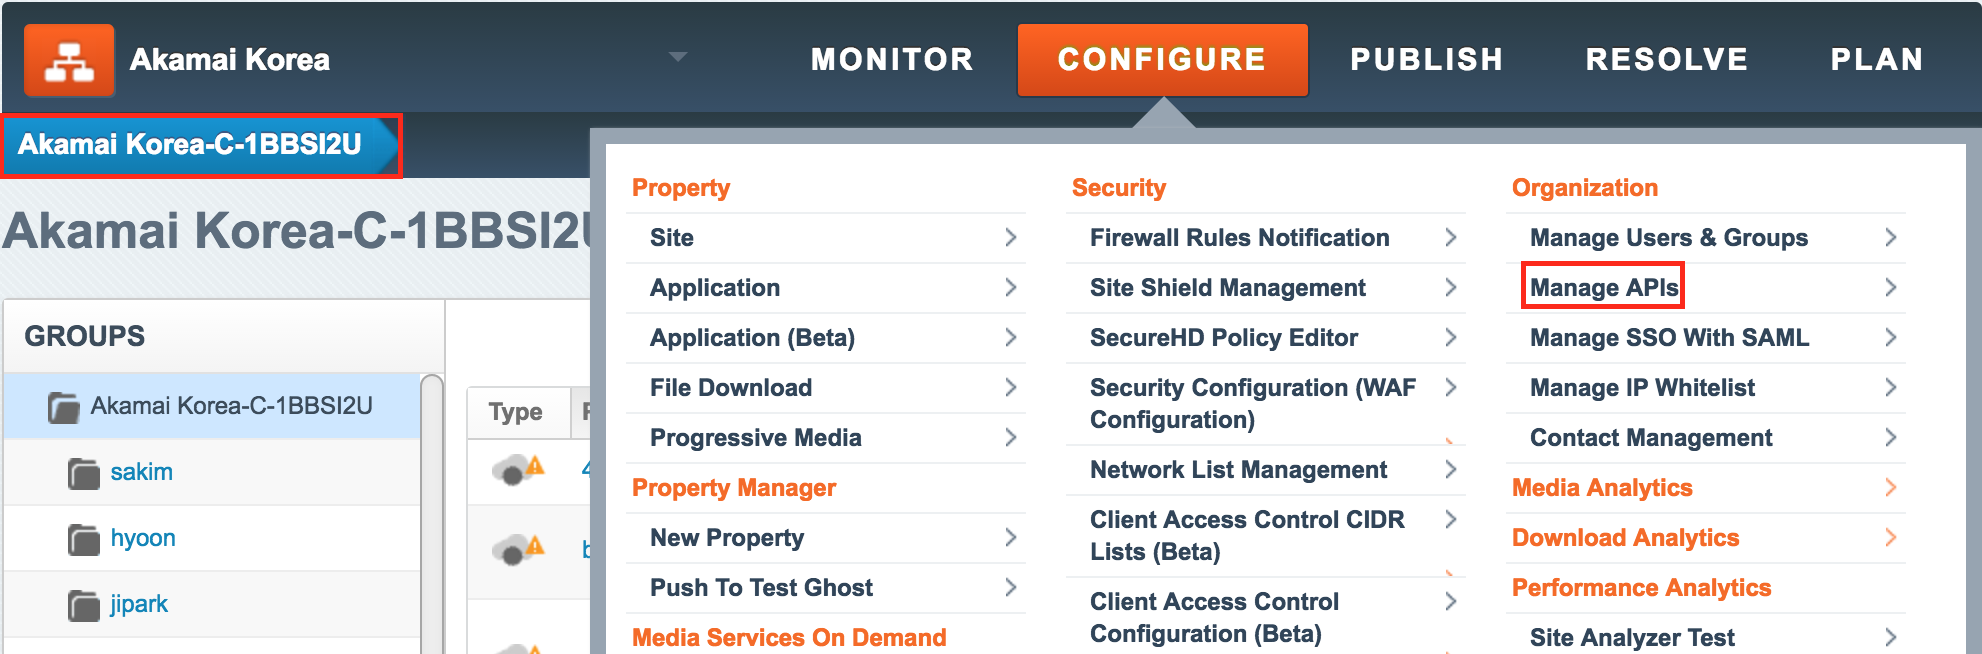 Akamai Korea
MONITOR
CONFIGURE
PUBLISH
RESOLVE
PLAN
Akamai Korea-C-1BBSI2U
Akamai Korea-C-1BBSI2U
GROUPS
Akamai Korea-C-1BBSI2U
sakim
hyoon
jipark
Type
Property
Site
Application
Application (Beta)
File Download
Progressive Media
Property Manager
New Property
Push To Test Ghost
Media Services On Demand
Security
Firewall Rules Notification
Site Shield Management
SecureHD Policy Editor
Security Configuration (WAF
Configuration)
Network List Management
Client Access Control CIDR
Lists (Beta)
Client Access Control
Configuration (Beta)
Organization
Manage Users & Groups
Manage APIs
Manage SSO With SAML
Manage IP Whitelist
Contact Management
Media Analytics
Download Analytics
Performance Analytics
Site Analyzer Test